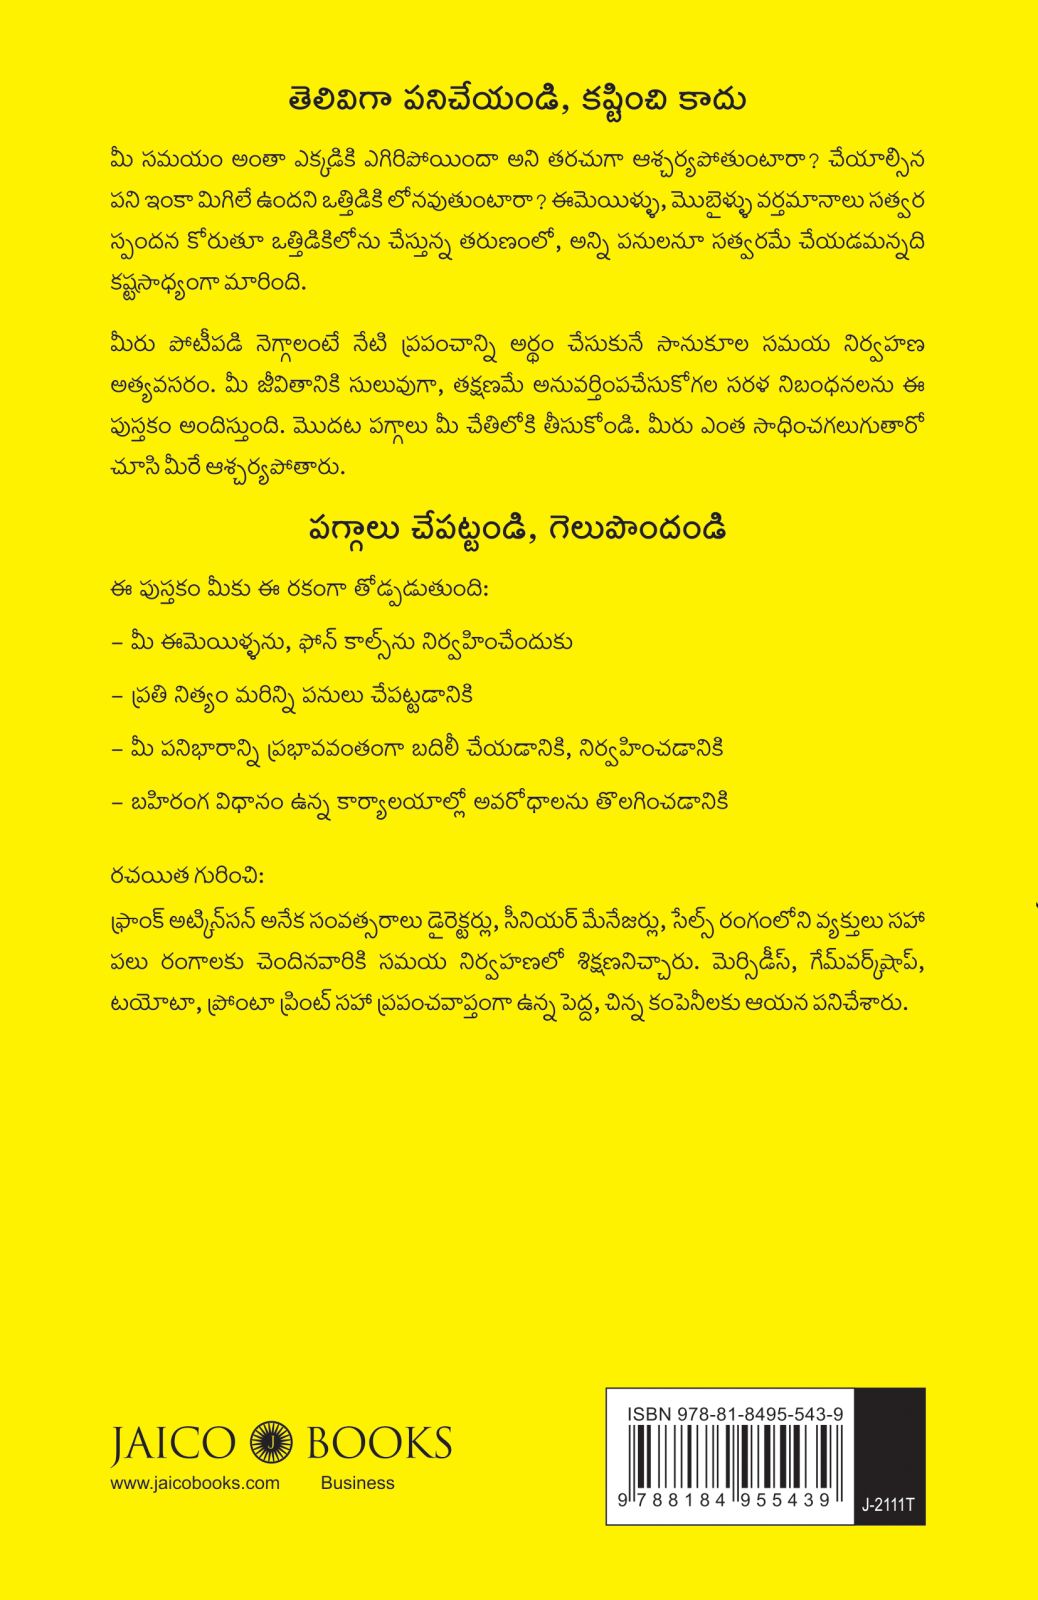 తెలివిగా పనిచేయండి, కష్టించి కాదు
మీ సమయం అంతా ఎక్కడికి ఎగిరిపోయిందా అని తరచుగా ఆశ్చర్యపోతుంటారా? చేయాల్సిన
పని ఇంకా మిగిలే ఉందని ఒత్తిడికి లోనవుతుంటారా? ఈమెయిళ్ళు, మొబైళ్ళు వర్తమానాలు సత్వర
స్పందన కోరుతూ ఒత్తిడికిలోను చేస్తున్న తరుణంలో, అన్ని పనులనూ సత్వరమే చేయడమన్నది
కష్టసాధ్యంగా మారింది.
మీరు పోటీపడి నెగ్గాలంటే నేటి ప్రపంచాన్ని అర్థం చేసుకునే సానుకూల సమయ నిర్వహణ
అత్యవసరం. మీ జీవితానికి సులువుగా, తక్షణమే అనువర్తింపచేసుకోగల సరళ నిబంధనలను ఈ
పుస్తకం అందిస్తుంది. మొదట పగ్గాలు మీ చేతిలోకి తీసుకోండి. మీరు ఎంత సాధించగలుగుతారో
చూసి మీరే ఆశ్చర్యపోతారు.
పగ్గాలు చేపట్టండి, గెలుపొందండి
ఈ పుస్తకం మీకు ఈ రకంగా తోడ్పడుతుంది:
– మీ ఈమెయిళ్ళను, ఫోన్ కాల్స్‌ను నిర్వహించేందుకు
– ప్రతి నిత్యం మరిన్ని పనులు చేపట్టడానికి
– మీ పనిభారాన్ని ప్రభావవంతంగా బదిలీ చేయడానికి, నిర్వహించడానికి
– బహిరంగ విధానం ఉన్న కార్యాలయాల్లో అవరోధాలను తొలగించడానికి
రచయిత గురించి:
ఫ్రాంక్ అట్కిన్‌సన్ అనేక సంవత్సరాలు డైరెక్టర్లు, సీనియర్ మేనేజర్లు, సేల్స్ రంగంలోని వ్యక్తులు సహా
పలు రంగాలకు చెందినవారికి సమయ నిర్వహణలో శిక్షణనిచ్చారు. మెర్సిడీస్, గేమ్‌వర్క్‌షాప్,
టయోటా, ప్రోంటా ప్రింట్ సహా ప్రపంచవాప్తంగా ఉన్న పెద్ద, చిన్న కంపెనీలకు ఆయన పనిచేశారు.
JAICO J BOOKS
www.jaicobooks.com Business
ISBN 978-81-8495-543-9
9 788184 955439
J-2111T